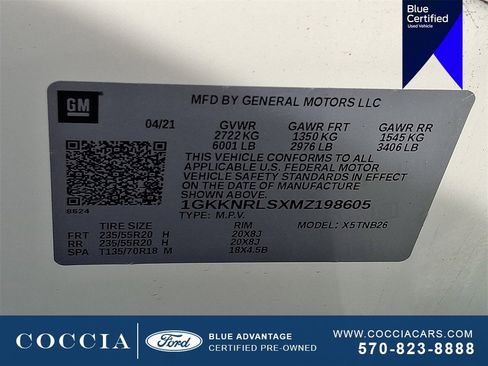 Blue
Certified
Used Vehicle
GM
MFD BY GENERAL MOTORS LLC
04/21 GVWR GAWR FRT GAWR RR
2722 KG 1350 KG 1545 KG
6001 LB 2976 LB 3406 LB
THIS VEHICLE CONFORMS TO ALL
APPLICABLE U.S. FEDERAL MOTOR
VEHICLE SAFETY STANDARDS IN
EFFECT ON THE DATE OF
MANUFACTURE SHOWN ABOVE.
1GKKNRLSXMZ198605
8624
TYPE: M.P.V. MODEL: X5TNB26
TIRE SIZE RIM
FRT 235/55R20 H 20X8J
RR 235/55R20 H 20X8J
SPA T135/70R18 M 18X4.5B
COCCIA
Ford
BLUE ADVANTAGE
CERTIFIED PRE-OWNED
WWW.COCCIACARS.COM
570-823-8888